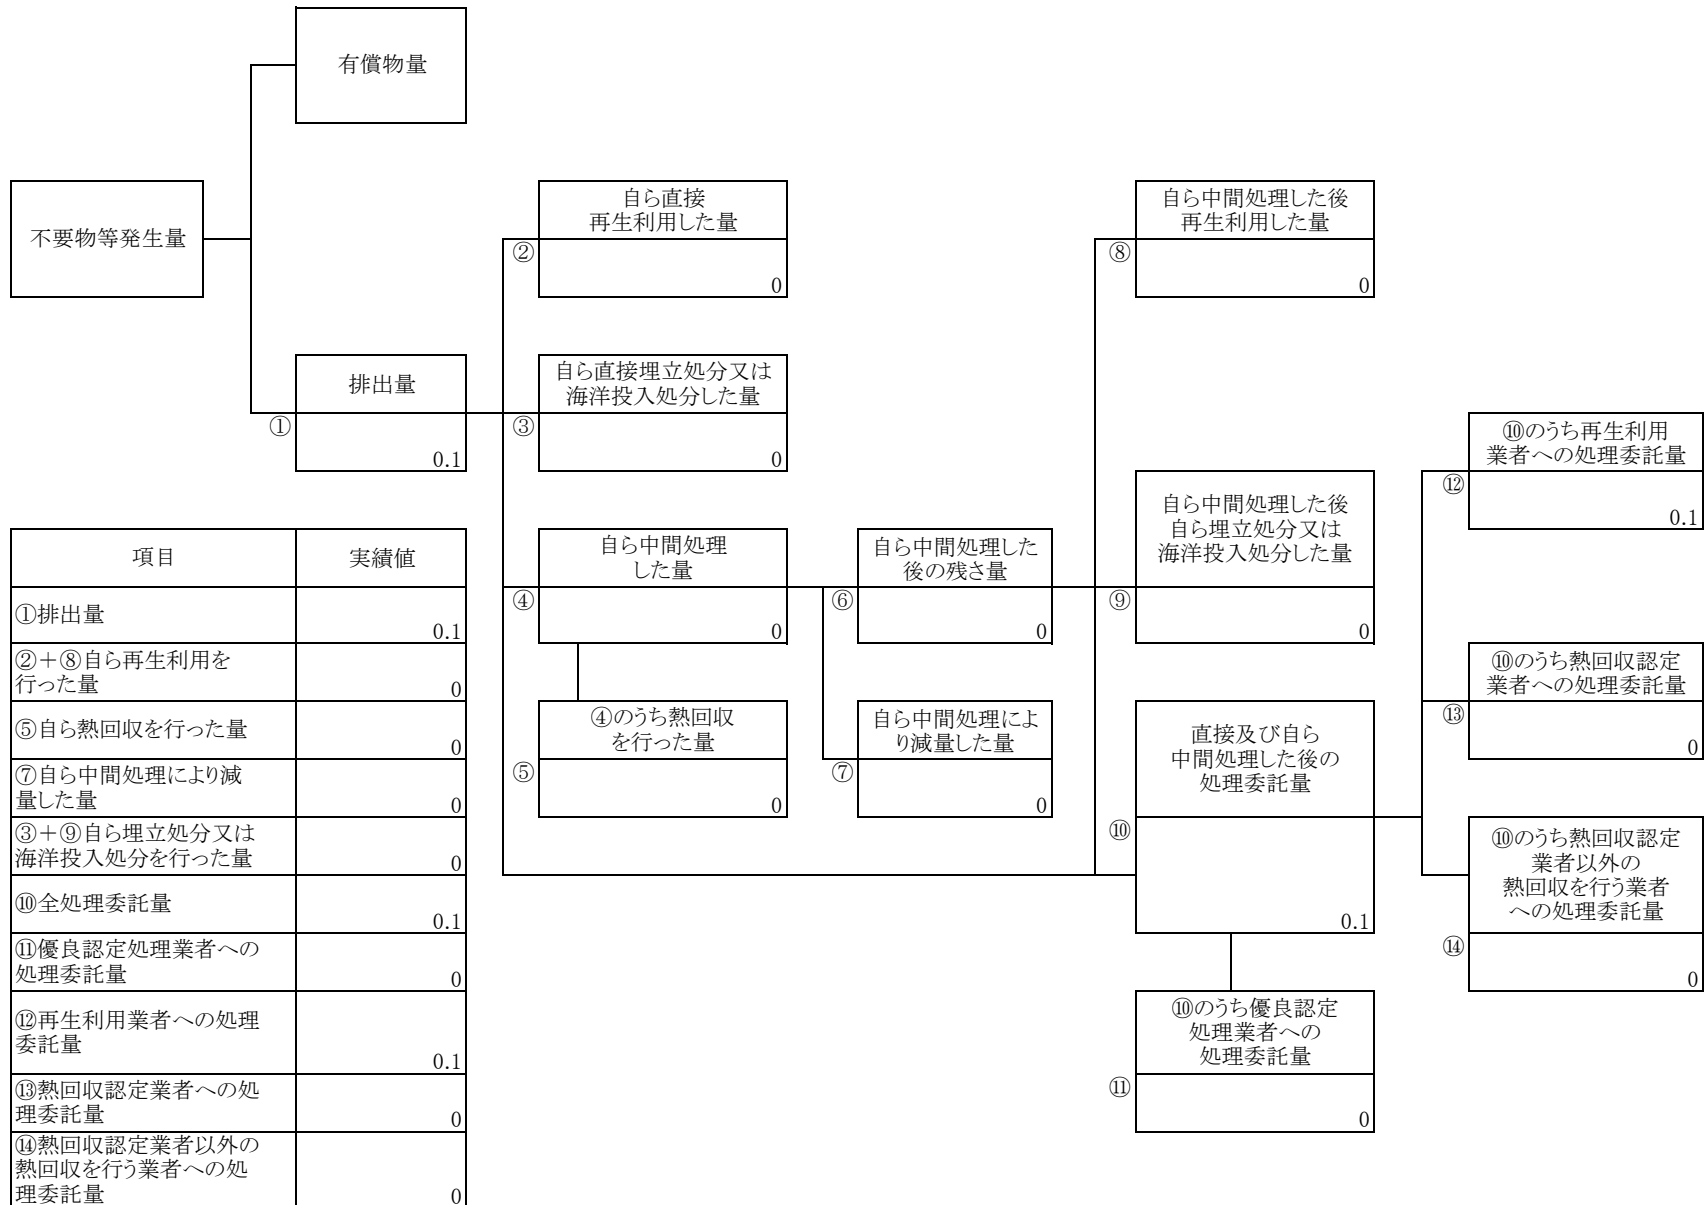 有償物量
不要物等発生量
自ら直接
再生利用した量
②
0
自ら中間処理した後
再生利用した量
⑧
0
排出量
①
0.1
自ら直接埋立処分又は
海洋投入処分した量
③
0
⑩のうち再生利用
業者への処理委託量
⑫
0.1
自ら中間処理
した量
④
0
自ら中間処理した
後の残さ量
⑥
0
自ら中間処理した後
自ら埋立処分又は
海洋投入処分した量
⑨
0
⑩のうち熱回収認定
業者への処理委託量
⑬
0
④のうち熱回収
を行った量
⑤
0
自ら中間処理によ
り減量した量
⑦
0
直接及び自ら
中間処理した後の
処理委託量
⑩
0.1
⑩のうち熱回収認定
業者以外の
熱回収を行う業者
への処理委託量
⑭
0
⑩のうち優良認定
処理業者への
処理委託量
⑪
0
項目 実績値
①排出量
0.1
②+⑧自ら再生利用を
行った量
0
⑤自ら熱回収を行った量
0
⑦自ら中間処理により減
量した量
0
③+⑨自ら埋立処分又は
海洋投入処分を行った量
0
⑩全処理委託量
0.1
⑪優良認定処理業者への
処理委託量
0
⑫再生利用業者への処理
委託量
0.1
⑬熱回収認定業者への処
理委託量
0
⑭熱回収認定業者以外の
熱回収を行う業者への処
理委託量
0